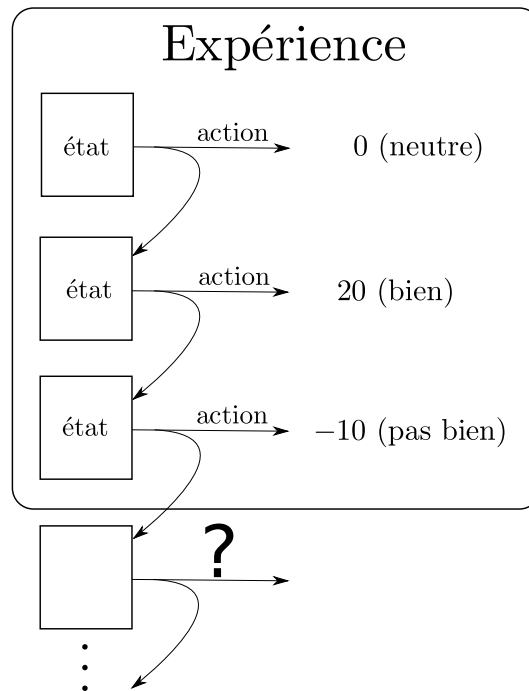 Expérience
état
action
0 (neutre)
état
action
20 (bien)
état
action
−10 (pas bien)
?